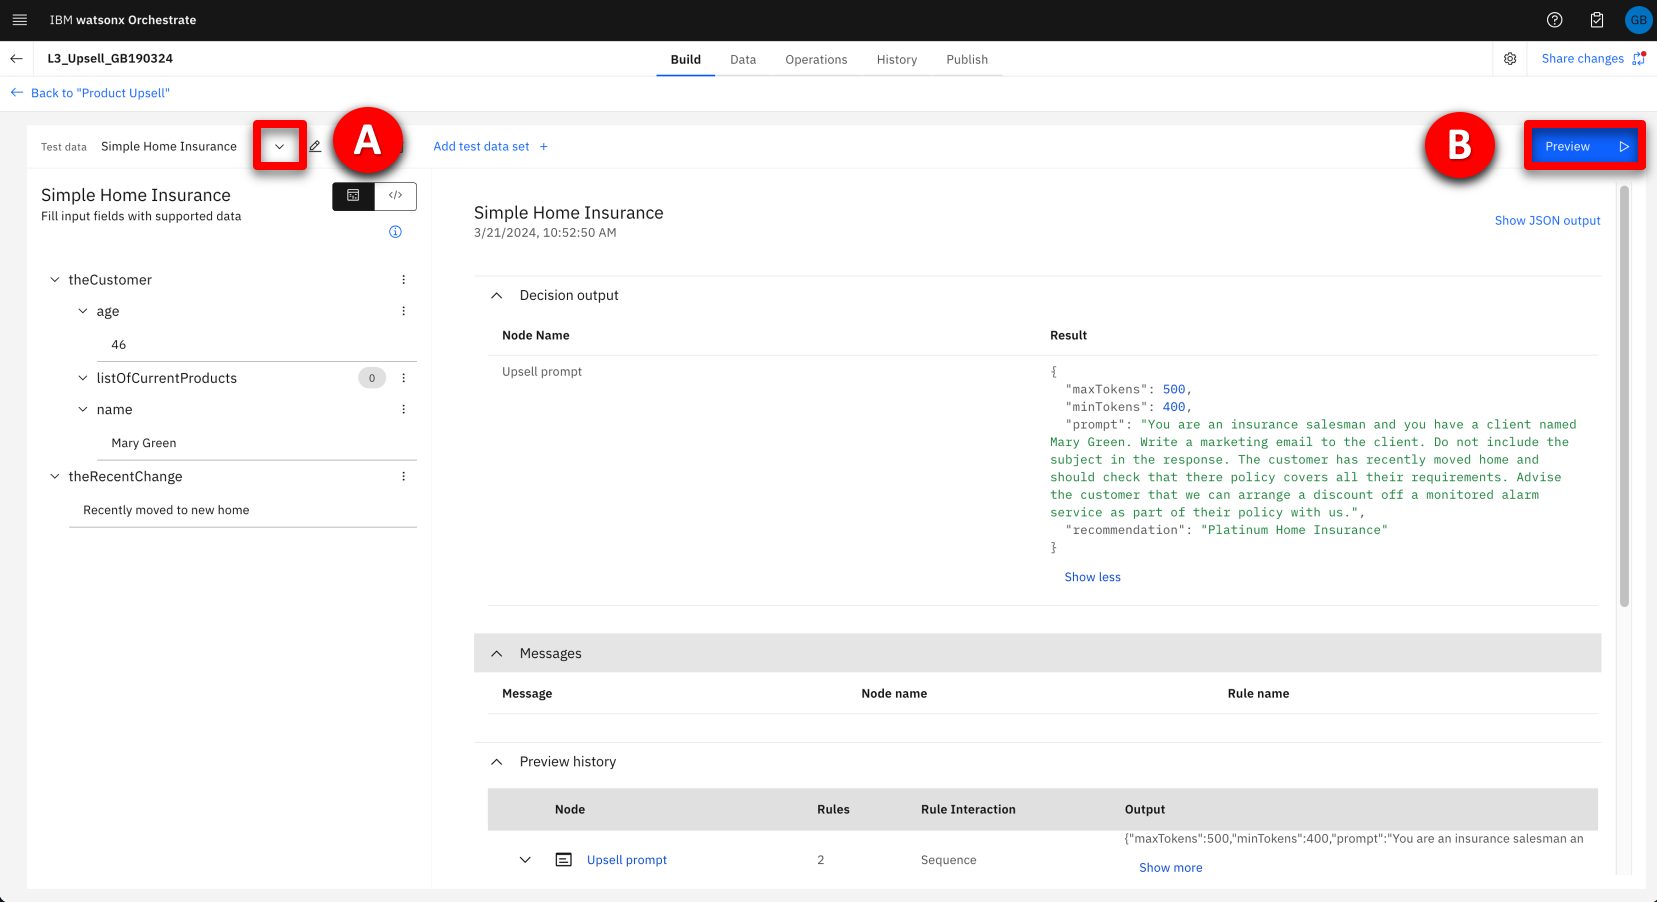 IBM watsonx Orchestrate
GB
L3_Upsell_GB190324
Build
Data
Operations
History
Publish
Share changes
Back to "Product Upsell"
Test data
Simple Home Insurance
A
Add test data set +
B
Preview
Simple Home Insurance
Fill input fields with supported data
</>
theCustomer
age
46
listOfCurrentProducts
0
name
Mary Green
theRecentChange
Recently moved to new home
Simple Home Insurance
3/21/2024, 10:52:50 AM
Show JSON output
Decision output
Node Name
Result
Upsell prompt
{
"maxTokens": 500,
"minTokens": 400,
"prompt": "You are an insurance salesman and you have a client named
Mary Green. Write a marketing email to the client. Do not include the
subject in the response. The customer has recently moved home and
should check that there policy covers all their requirements. Advise
the customer that we can arrange a discount off a monitored alarm
service as part of their policy with us.",
"recommendation": "Platinum Home Insurance"
}
Show less
Messages
Message
Node name
Rule name
Preview history
Node
Rules
Rule Interaction
Output
Upsell prompt
2
Sequence
{"maxTokens":500,"minTokens":400,"prompt":"You are an insurance salesman an
Show more